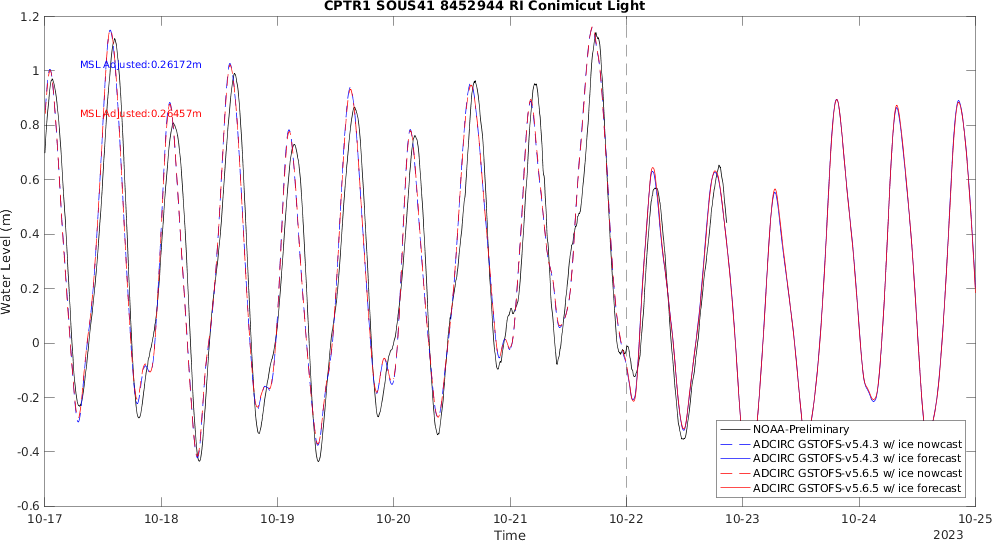 CPTR1 SOUS41 8452944 RI Conimicut Light
1.2
1
0.8
0.6
0.4
0.2
0
-0.2
-0.4
-0.6
Water Level (m)
MSL Adjusted:0.26172m
MSL Adjusted:0.26457m
NOAA-Preliminary
ADCIRC GSTOFS-v5.4.3 w/ ice nowcast
ADCIRC GSTOFS-v5.4.3 w/ ice forecast
ADCIRC GSTOFS-v5.6.5 w/ ice nowcast
ADCIRC GSTOFS-v5.6.5 w/ ice forecast
10-17 10-18 10-19 10-20 10-21 10-22 10-23 10-24 10-25
Time
2023